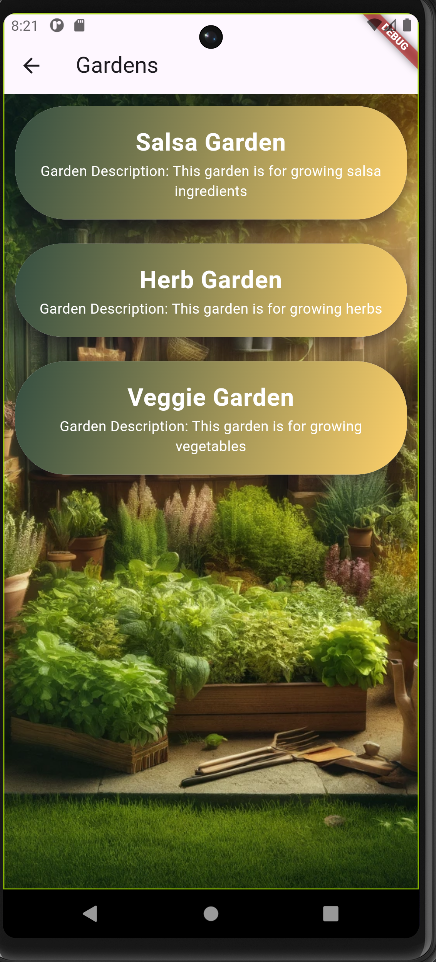 8:21
DEBUG
Gardens
Salsa Garden
Garden Description: This garden is for growing salsa
ingredients
Herb Garden
Garden Description: This garden is for growing herbs
Veggie Garden
Garden Description: This garden is for growing
vegetables